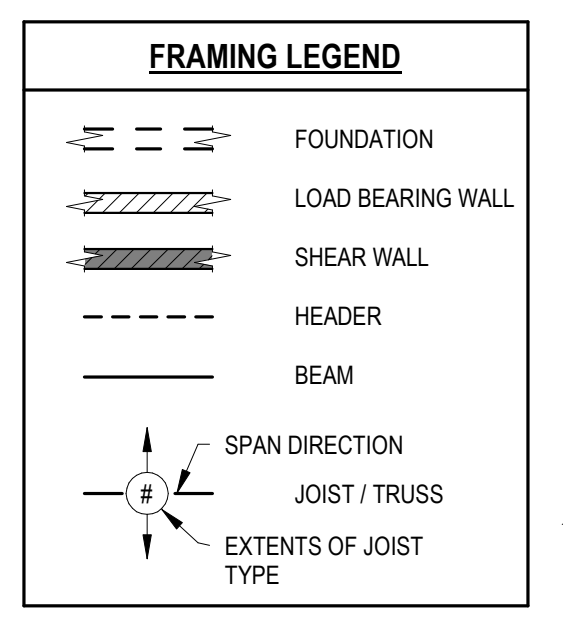 FRAMING LEGEND
FOUNDATION
LOAD BEARING WALL
SHEAR WALL
HEADER
BEAM
SPAN DIRECTION
#
JOIST / TRUSS
EXTENTS OF JOIST
TYPE